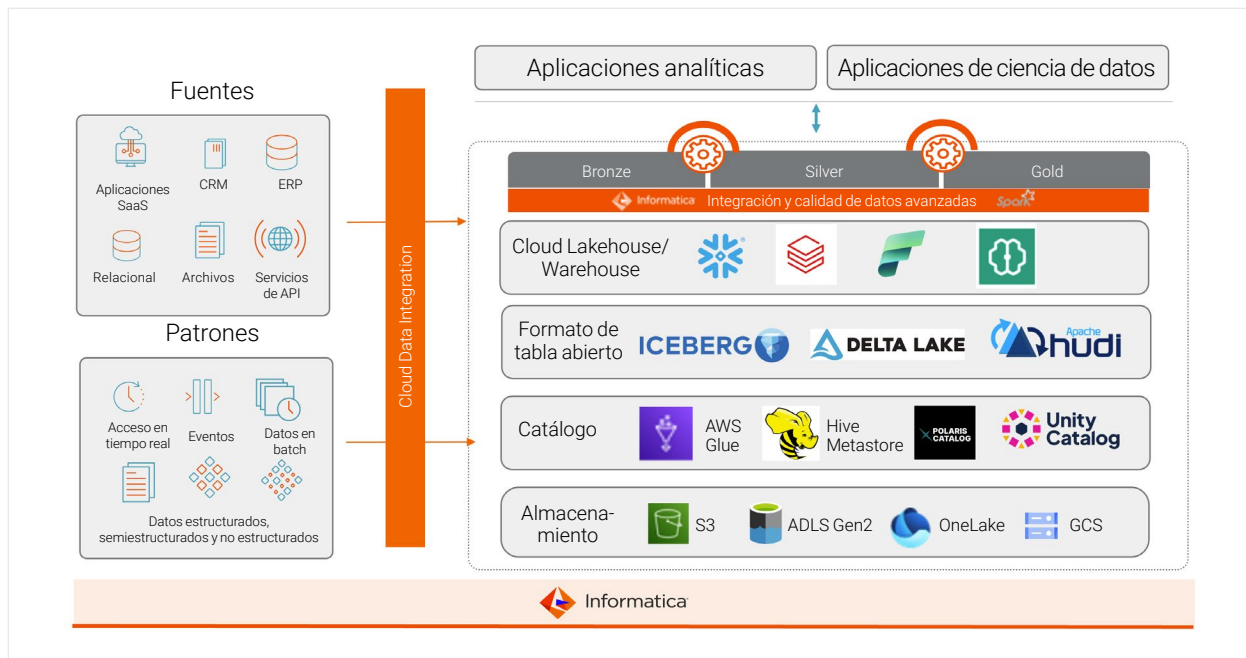 Aplicaciones analíticas
Aplicaciones de ciencia de datos
Fuentes
Aplicaciones
SaaS
CRM
ERP
Relacional
Archivos
Servicios
de API
Patrones
Acceso en
tiempo real
Eventos
Datos en
batch
Datos estructurados,
semiestructurados y no estructurados
Cloud Data Integration
Bronze
Silver
Gold
Informatica
Integración y calidad de datos avanzadas
Spark
Cloud Lakehouse/
Warehouse
Formato de
tabla abierto
ICEBERG
DELTA LAKE
Apache
hudi
Catálogo
AWS
Glue
Hive
Metastore
POLARIS
CATALOG
Unity
Catalog
Almacena-
miento
S3
ADLS Gen2
OneLake
GCS
Informatica